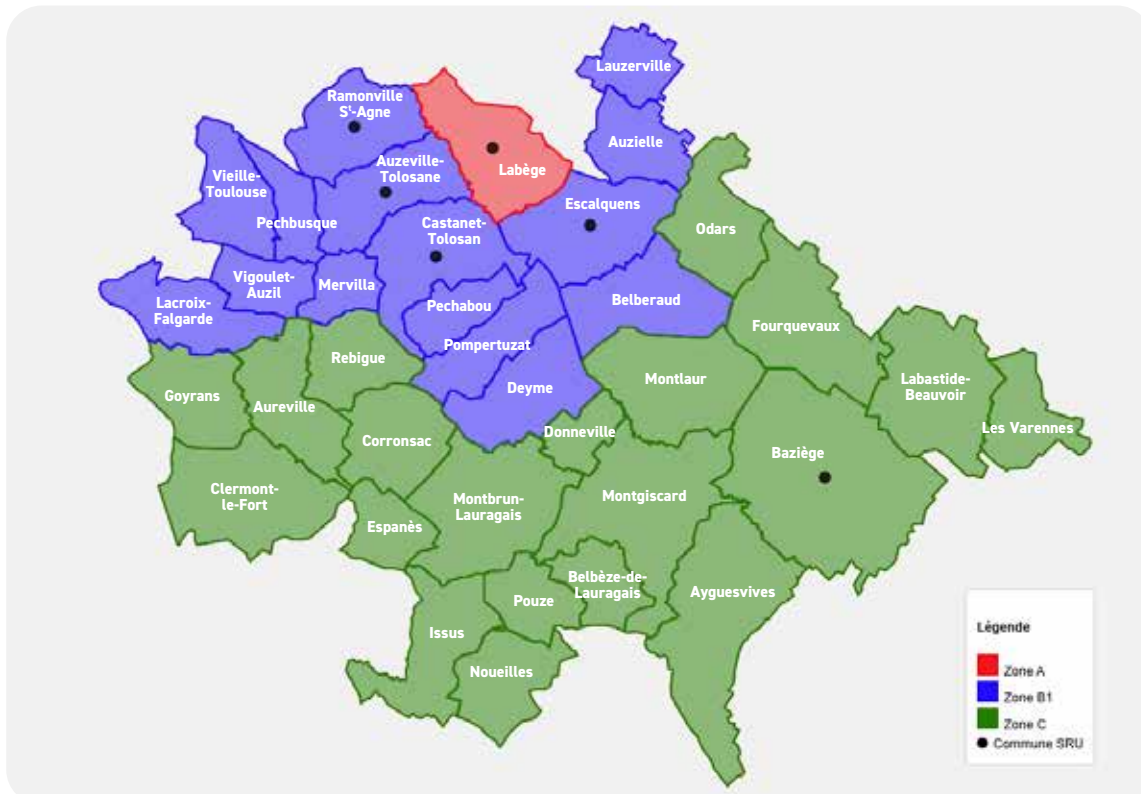 Lauzerville
Ramonville
St-Agne
Auzielle
Auzeville-
Tolosane
Labège
Vieille-
Toulouse
Escalquens
Pechbusque
Castanet-
Tolosan
Odars
Vigoulet-
Auzil
Mervilla
Lacroix-
Falgarde
Pechabou
Belberaud
Fourquevaux
Pompertuzat
Rebigue
Deyme
Montlaur
Labastide-
Beauvoir
Goyrans
Aureville
Les Varennes
Donneville
Corronsac
Baziège
Clermont-
le-Fort
Montbrun-
Lauragais
Montgiscard
Espanès
Belbèze-de-
Lauragais
Ayguesvives
Pouze
Issus
Noueilles
Légende
Zone A
Zone B1
Zone C
Commune SRU